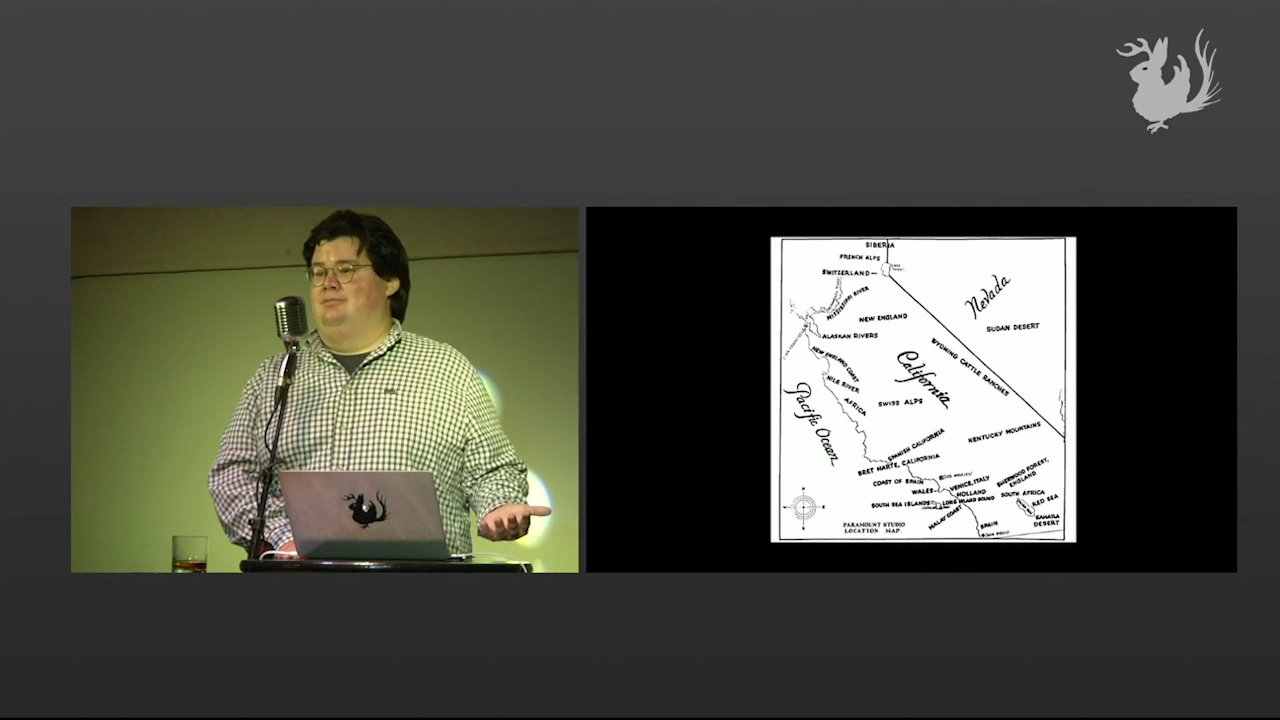 SIBERIA
FRENCH ALPS
SWITZERLAND
MISSISSIPPI RIVER
Nevada
NEW ENGLAND
SUDAN DESERT
ALASKAN RIVERS
WYOMING CATTLE RANCHES
NEW ENGLAND COAST
California
NILE RIVER
AFRICA
SWISS ALPS
Pacific Ocean
KENTUCKY MOUNTAINS
SPANISH CALIFORNIA
BRET HARTE, CALIFORNIA
SHERWOOD FOREST, ENGLAND
COAST OF SPAIN
(LOS ANGELES)
VENICE, ITALY
WALES
HOLLAND
SOUTH AFRICA
SOUTH SEA ISLANDS
LONG ISLAND SOUND
RED SEA
MALAY COAST
SPAIN
SAHARA DESERT
PARAMOUNT STUDIO
LOCATION MAP.